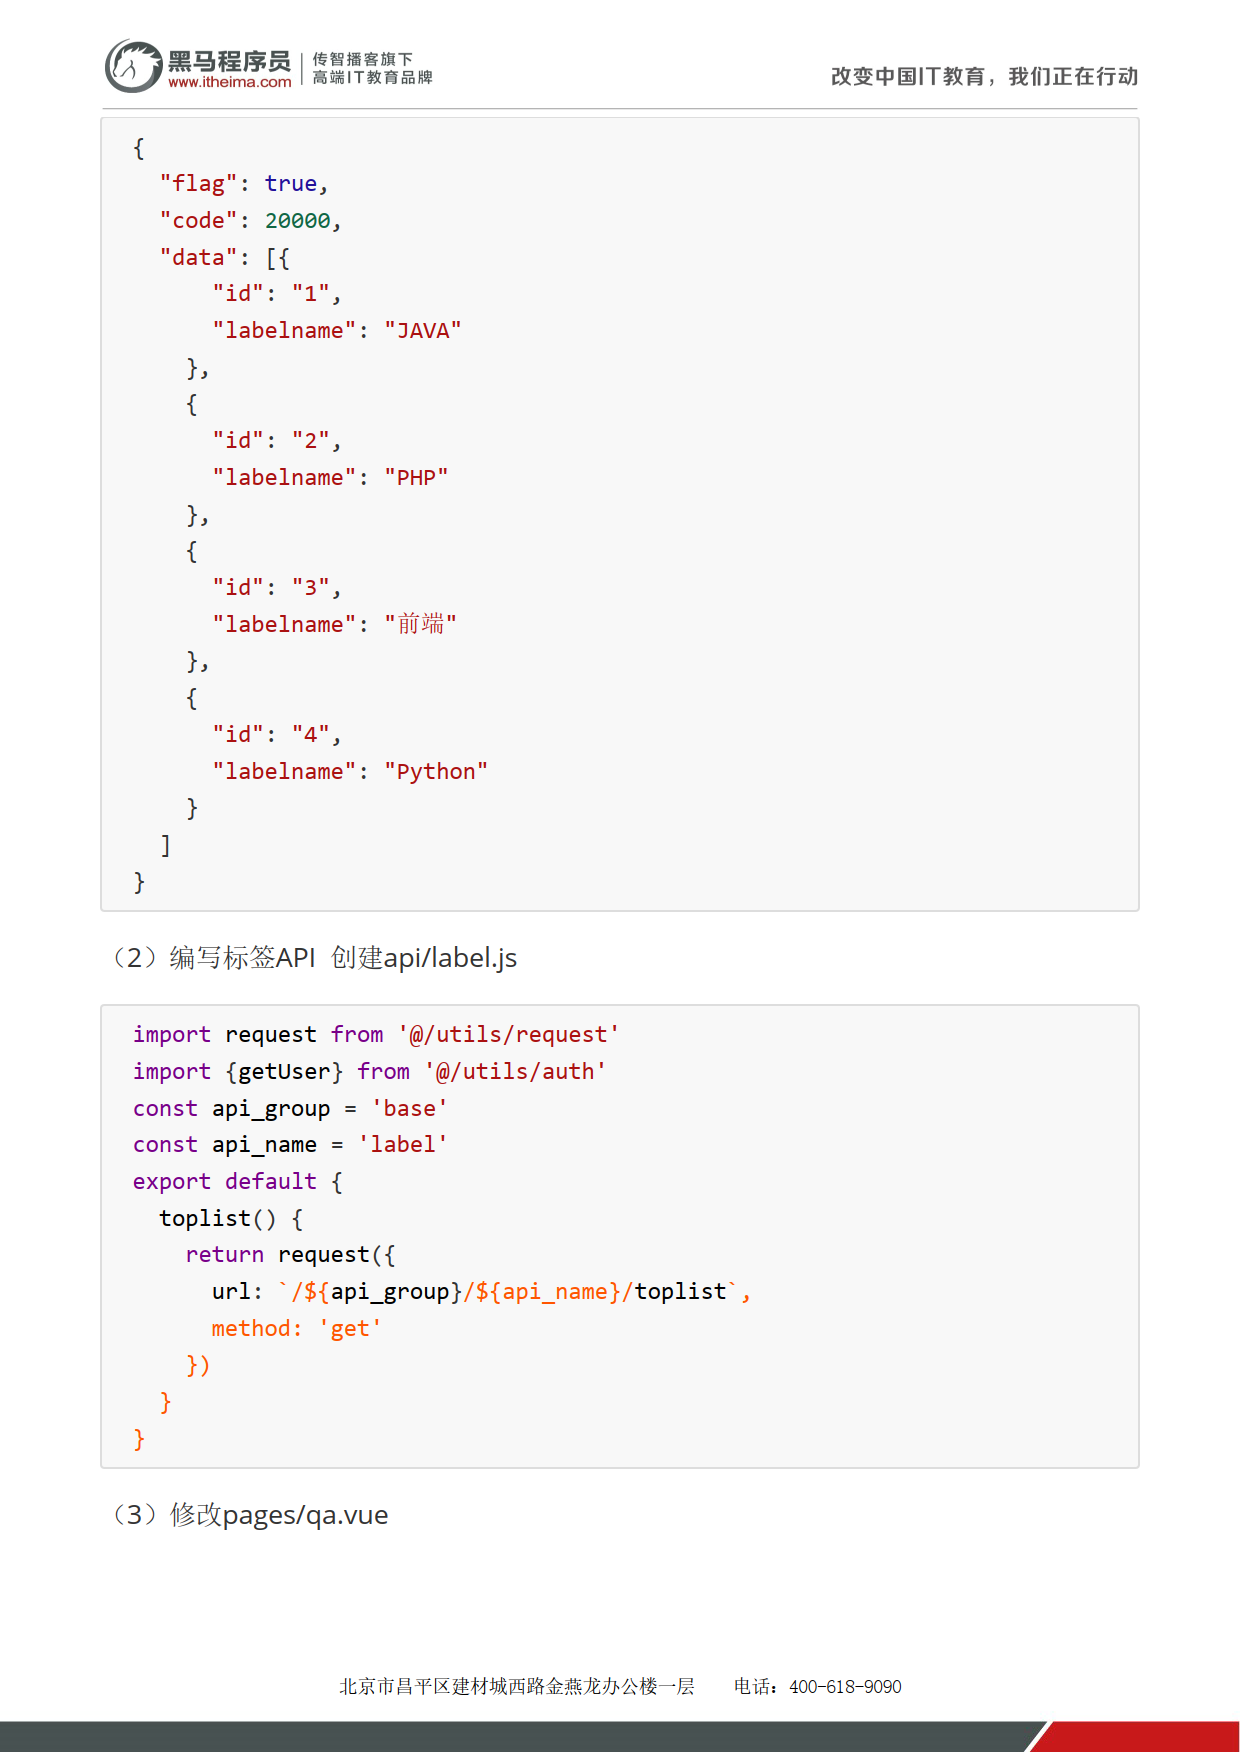 黑马程序员
www.itheima.com
传智播客旗下
高端IT教育品牌
改变中国IT教育，我们正在行动
{
  "flag": true,
  "code": 20000,
  "data": [{
      "id": "1",
      "labelname": "JAVA"
    },
    {
      "id": "2",
      "labelname": "PHP"
    },
    {
      "id": "3",
      "labelname": "前端"
    },
    {
      "id": "4",
      "labelname": "Python"
    }
  ]
}
（2）编写标签API  创建api/label.js
import request from '@/utils/request'
import {getUser} from '@/utils/auth'
const api_group = 'base'
const api_name = 'label'
export default {
  toplist() {
    return request({
      url: `/${api_group}/${api_name}/toplist`,
      method: 'get'
    })
  }
}
（3）修改pages/qa.vue
北京市昌平区建材城西路金燕龙办公楼一层    电话：400-618-9090